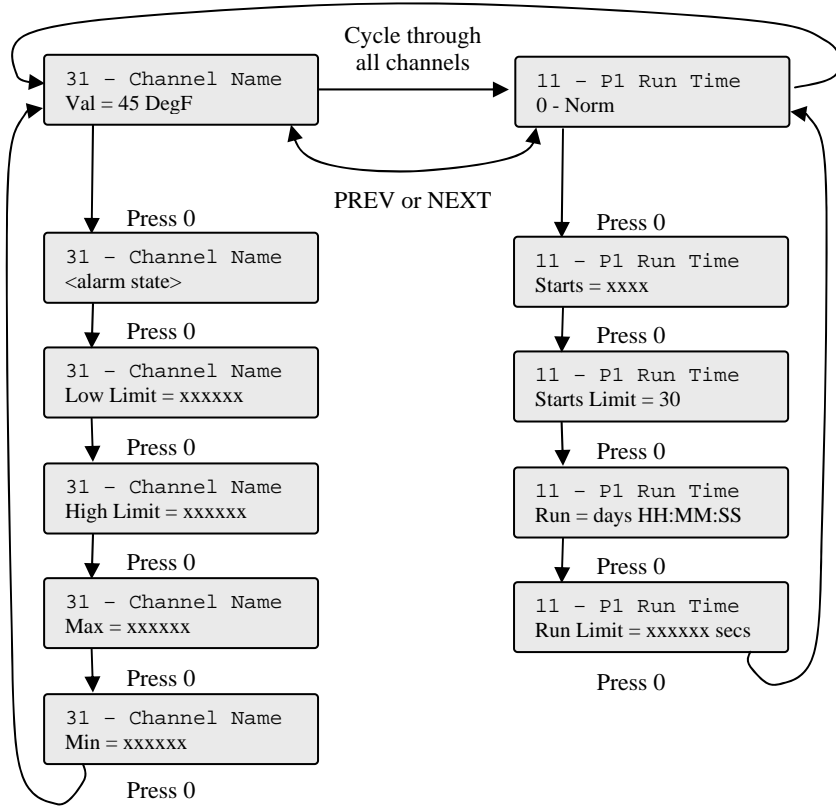 Cycle through
all channels
31 – Channel Name
Val = 45 DegF
11 – P1 Run Time
0 - Norm
PREV or NEXT
Press 0
31 – Channel Name
<alarm state>
Press 0
31 – Channel Name
Low Limit = xxxxxx
Press 0
31 – Channel Name
High Limit = xxxxxx
Press 0
31 – Channel Name
Max = xxxxxx
Press 0
31 – Channel Name
Min = xxxxxx
Press 0
Press 0
11 – P1 Run Time
Starts = xxxx
Press 0
11 – P1 Run Time
Starts Limit = 30
Press 0
11 – P1 Run Time
Run = days HH:MM:SS
Press 0
11 – P1 Run Time
Run Limit = xxxxxx secs
Press 0